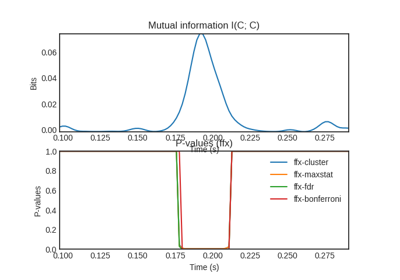 Mutual information I(C; C)
0.06
0.04
0.02
0.00
Bits
0.100 0.125 0.150 0.175 0.200 0.225 0.250 0.275
Time (s)
P-values (ffx)
1.0
0.8
0.6
0.4
0.2
0.0
P-values
ffx-cluster
ffx-maxstat
ffx-fdr
ffx-bonferroni
0.100 0.125 0.150 0.175 0.200 0.225 0.250 0.275
Time (s)